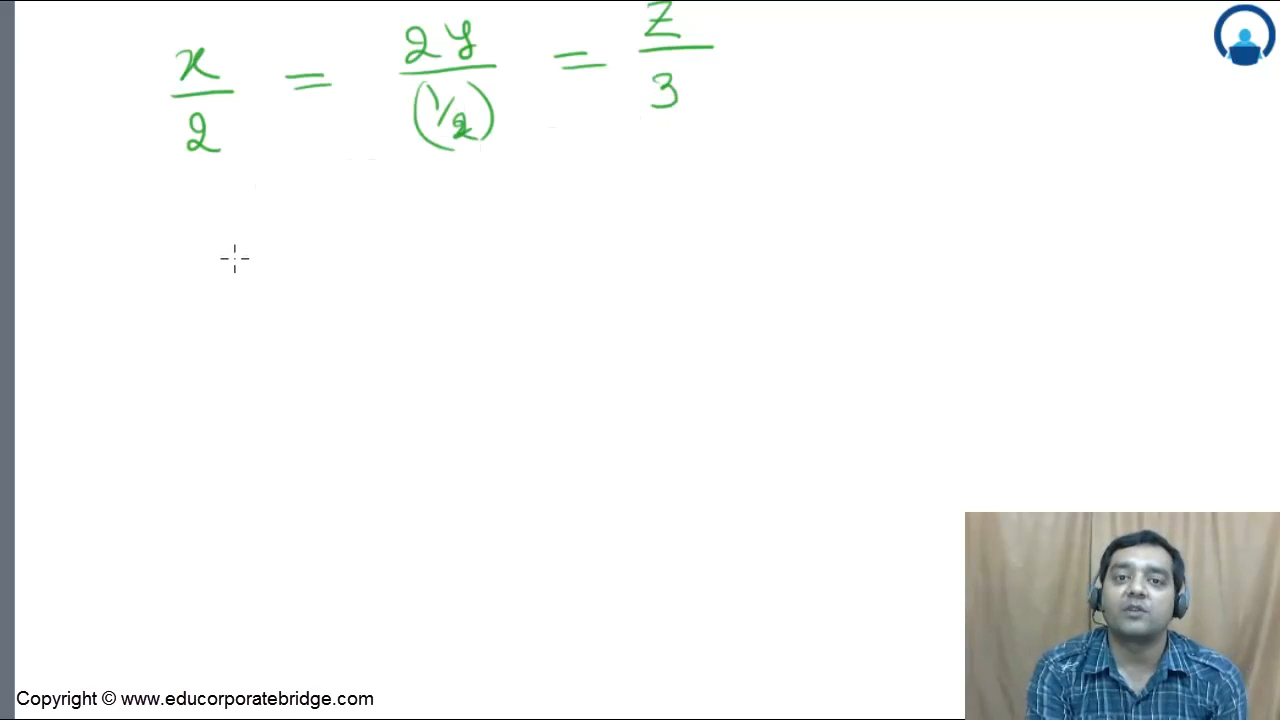 x/2 = 2y/(1/2) = z/3
Copyright © www.educorporatebridge.com